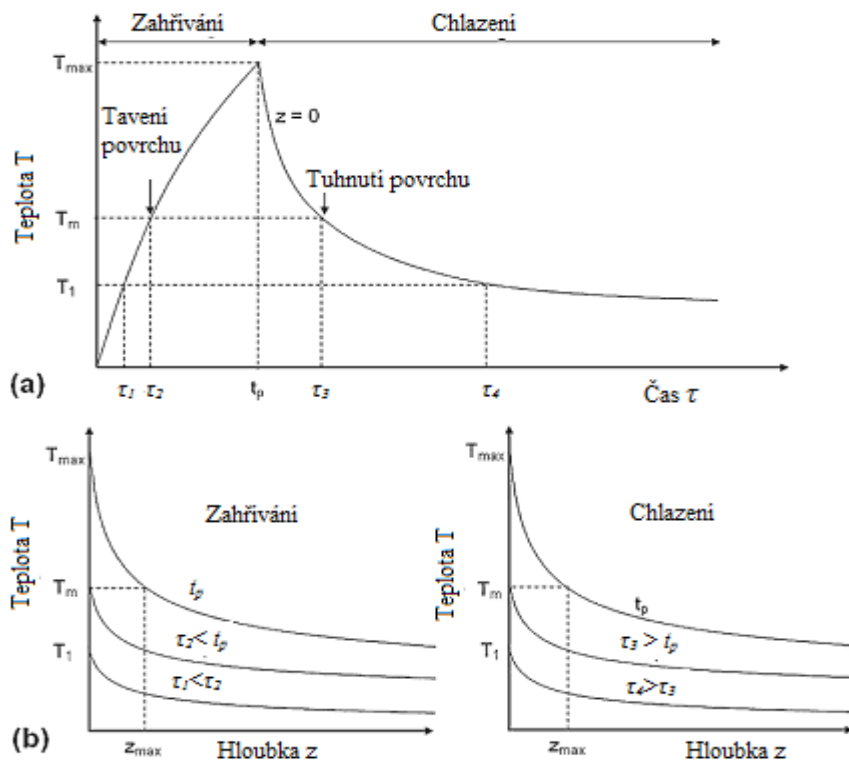 Zahřívání
Chlazení
Tmax
z = 0
Tavení
povrchu
Tuhnutí povrchu
Teplota T
Tm
T1
(a)
τ1
τ2
tp
τ3
τ4
Čas τ
Tmax
Zahřívání
Teplota T
Tm
tp
τ2< tp
T1
τ1<τ2
(b)
zmax
Hloubka z
Tmax
Chlazení
Teplota T
Tm
tp
τ3 > tp
T1
τ4>τ3
zmax
Hloubka z